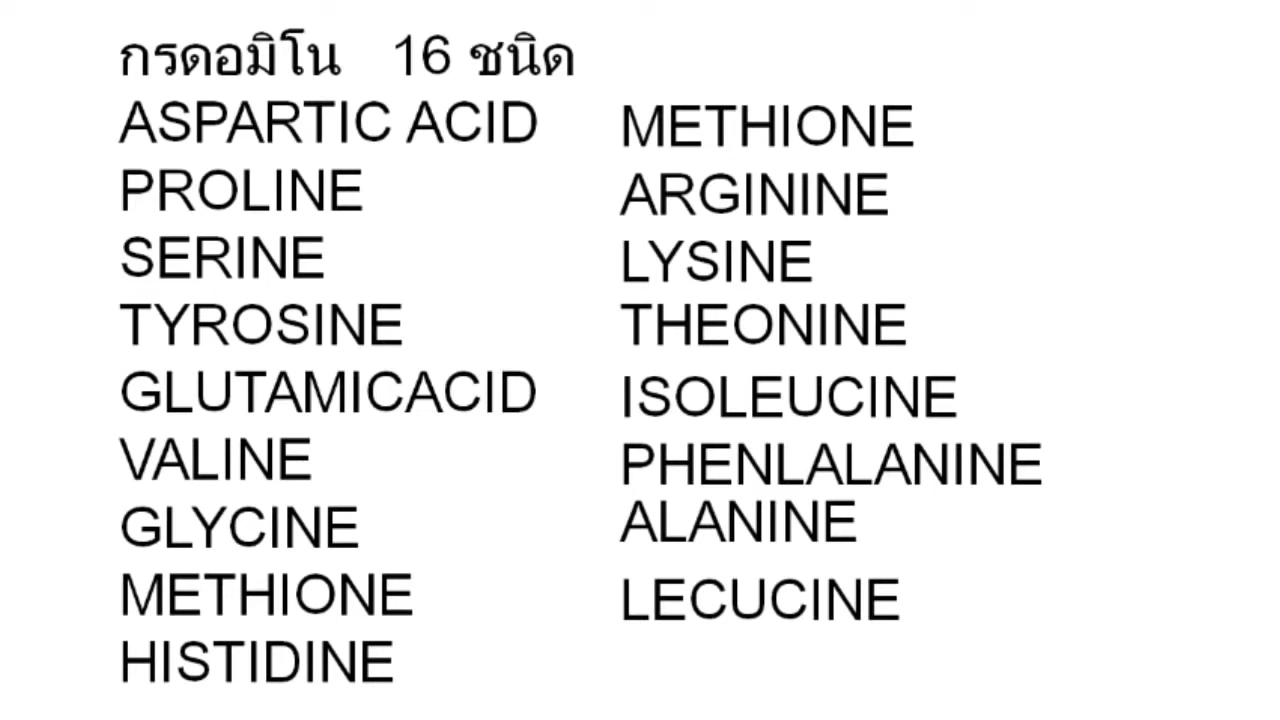 กรดอมิโน 16 ชนิด
ASPARTIC ACID
PROLINE
SERINE
TYROSINE
GLUTAMICACID
VALINE
GLYCINE
METHIONE
HISTIDINE
METHIONE
ARGININE
LYSINE
THEONINE
ISOLEUCINE
PHENLALANINE
ALANINE
LECUCINE